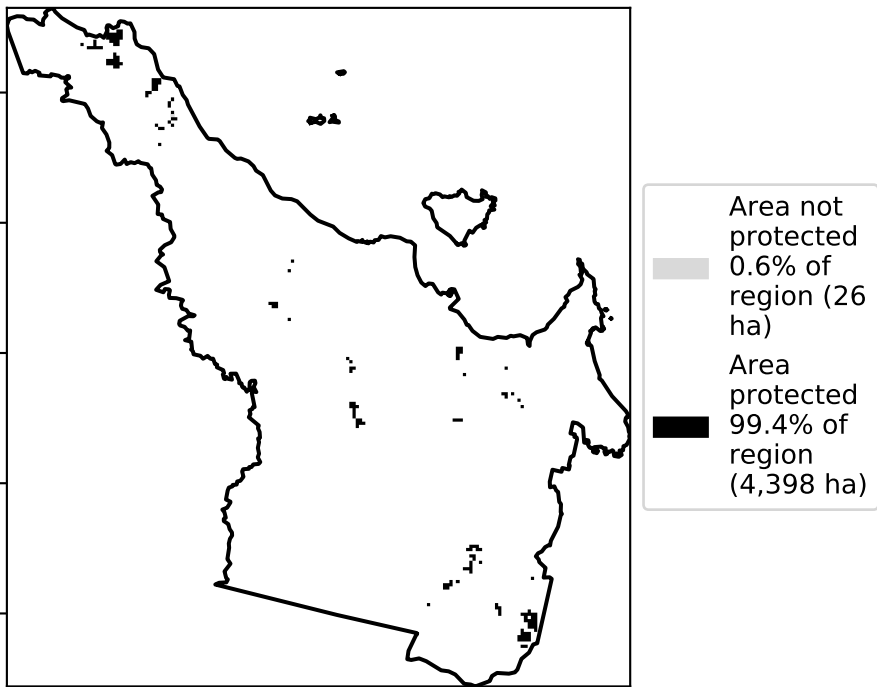 Area not
protected
0.6% of
region (26
ha)
Area
protected
99.4% of
region
(4,398 ha)